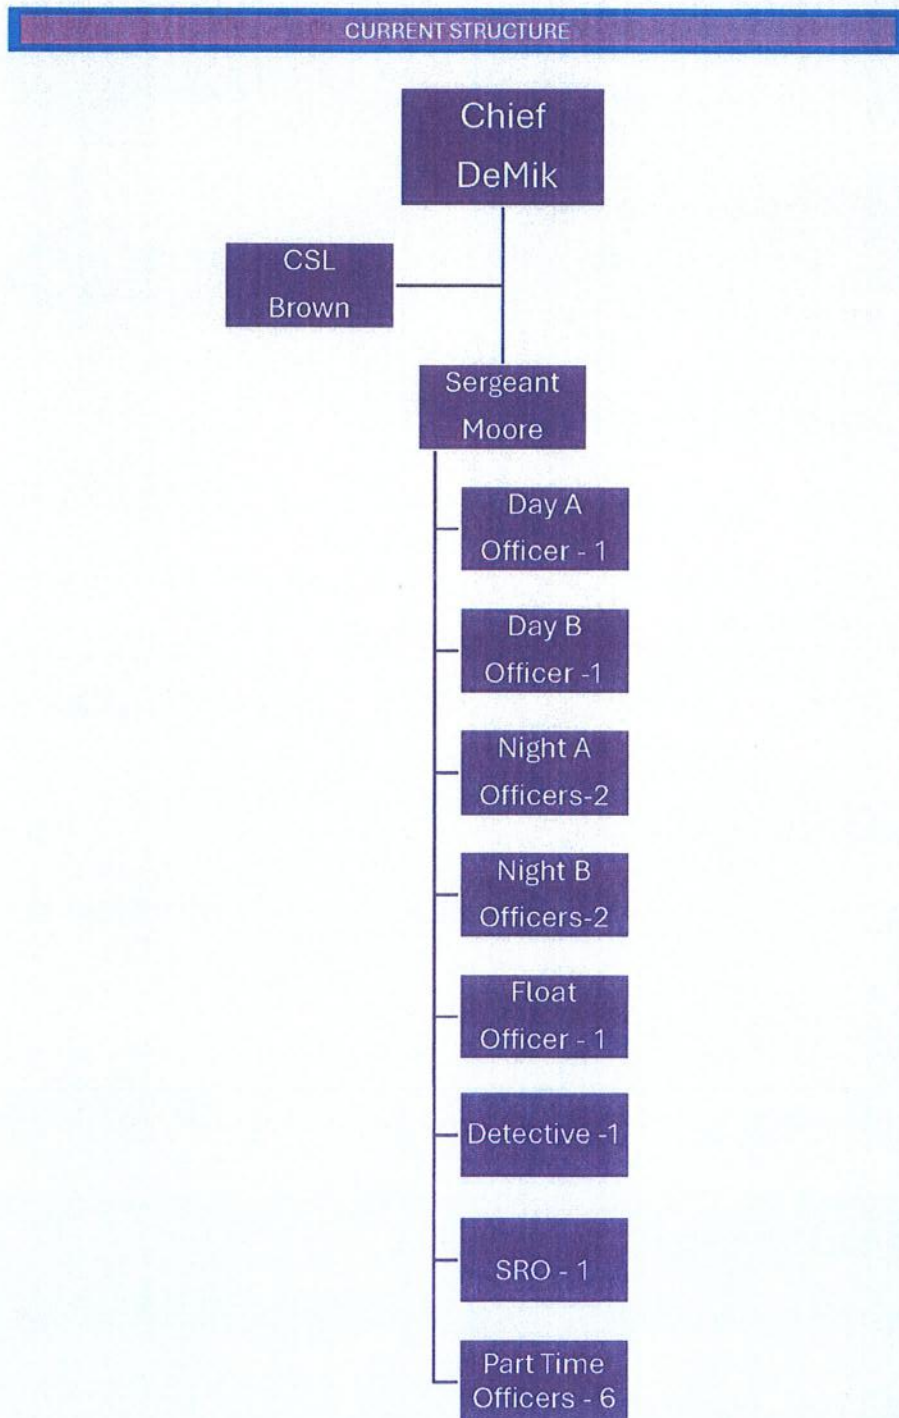 CURRENT STRUCTURE
Chief
DeMik
CSL
Brown
Sergeant
Moore
Day A
Officer - 1
Day B
Officer -1
Night A
Officers-2
Night B
Officers-2
Float
Officer - 1
Detective -1
SRO - 1
Part Time
Officers - 6